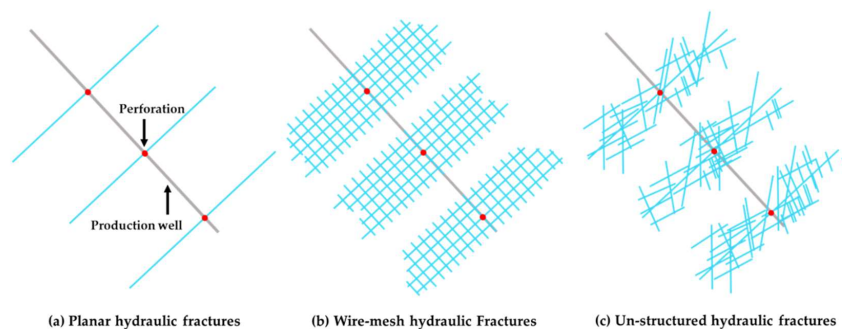 Perforation
Production well
(a) Planar hydraulic fractures
(b) Wire-mesh hydraulic Fractures
(c) Un-structured hydraulic fractures